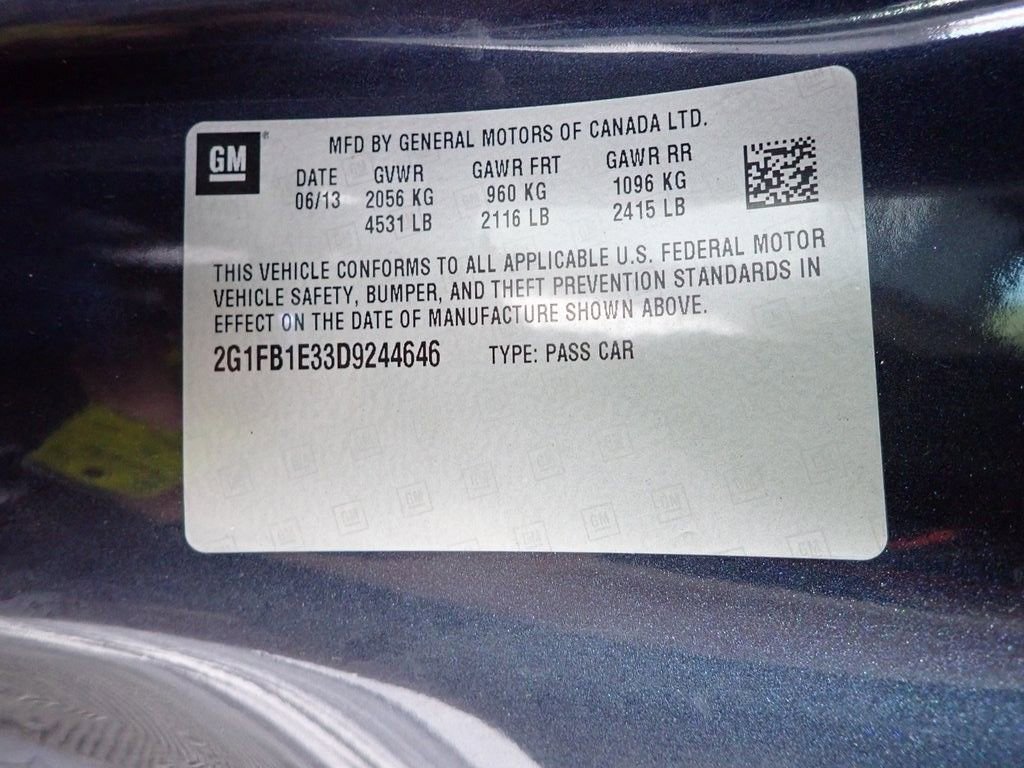 GM
MFD BY GENERAL MOTORS OF CANADA LTD.
DATE GVWR GAWR FRT GAWR RR
06/13 2056 KG 960 KG 1096 KG
4531 LB 2116 LB 2415 LB
THIS VEHICLE CONFORMS TO ALL APPLICABLE U.S. FEDERAL MOTOR
VEHICLE SAFETY, BUMPER, AND THEFT PREVENTION STANDARDS IN
EFFECT ON THE DATE OF MANUFACTURE SHOWN ABOVE.
2G1FB1E33D9244646 TYPE: PASS CAR